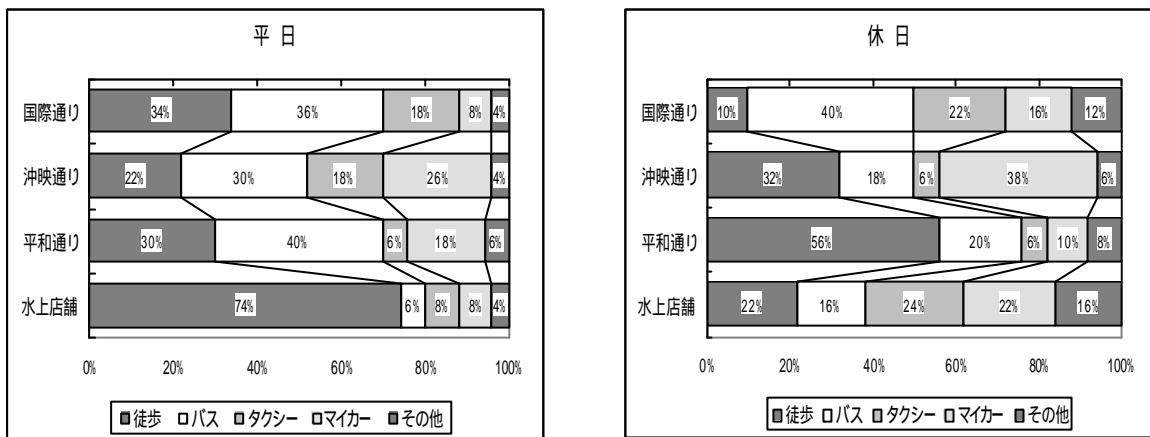 平 日
国際通り 34% 36% 18% 8% 4%
沖映通り 22% 30% 18% 26% 4%
平和通り 30% 40% 6% 18% 6%
水上店舗 74% 6% 8% 8% 4%
0% 20% 40% 60% 80% 100%
徒歩 バス タクシー マイカー その他
休 日
国際通り 10% 40% 22% 16% 12%
沖映通り 32% 18% 6% 38% 6%
平和通り 56% 20% 6% 10% 8%
水上店舗 22% 16% 24% 22% 16%
0% 20% 40% 60% 80% 100%
徒歩 バス タクシー マイカー その他